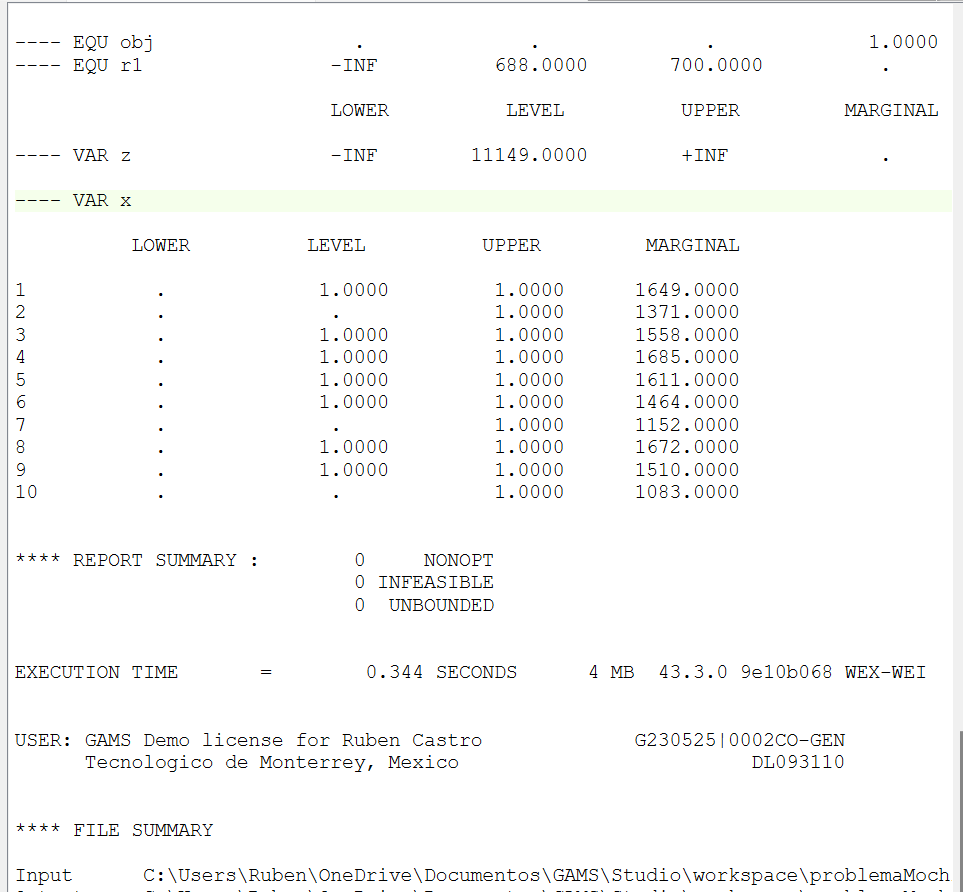 ---- EQU obj . . . 1.0000
---- EQU r1 -INF 688.0000 700.0000 .
LOWER LEVEL UPPER MARGINAL
---- VAR z -INF 11149.0000 +INF .
---- VAR x
LOWER LEVEL UPPER MARGINAL
1 . 1.0000 1.0000 1649.0000
2 . . 1.0000 1371.0000
3 . 1.0000 1.0000 1558.0000
4 . 1.0000 1.0000 1685.0000
5 . 1.0000 1.0000 1611.0000
6 . 1.0000 1.0000 1464.0000
7 . . 1.0000 1152.0000
8 . 1.0000 1.0000 1672.0000
9 . 1.0000 1.0000 1510.0000
10 . . 1.0000 1083.0000
**** REPORT SUMMARY : 0 NONOPT
0 INFEASIBLE
0 UNBOUNDED
EXECUTION TIME = 0.344 SECONDS 4 MB 43.3.0 9e10b068 WEX-WEI
USER: GAMS Demo license for Ruben Castro G230525|0002CO-GEN
Tecnologico de Monterrey, Mexico DL093110
**** FILE SUMMARY
Input C:\Users\Ruben\OneDrive\Documentos\GAMS\Studio\workspace\problemaMoch